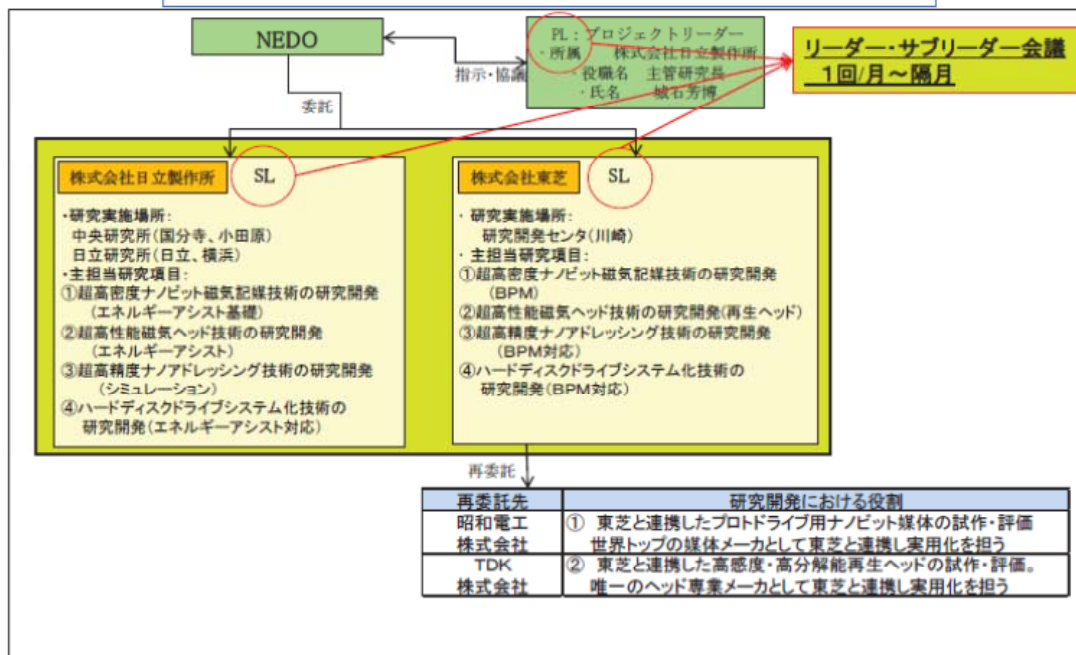 NEDO
PL:プロジェクトリーダー
・所属　株式会社日立製作所
・役職名　主管研究長
・氏名　城石芳博
リーダー・サブリーダー会議
1回/月～隔月
指示・協議
委託
株式会社日立製作所
SL
・研究実施場所:
中央研究所(国分寺、小田原)
日立研究所(日立、横浜)
・主担当研究項目:
①超高密度ナノビット磁気記媒技術の研究開発
(エネルギーアシスト基礎)
②超高性能磁気ヘッド技術の研究開発
(エネルギーアシスト)
③超高精度ナノアドレッシング技術の研究開発
(シミュレーション)
④ハードディスクドライブシステム化技術の
研究開発(エネルギーアシスト対応)
株式会社東芝
SL
・研究実施場所:
研究開発センタ(川崎)
・主担当研究項目:
①超高密度ナノビット磁気記媒技術の研究開発
(BPM)
②超高性能磁気ヘッド技術の研究開発(再生ヘッド)
③超高精度ナノアドレッシング技術の研究開発
(BPM対応)
④ハードディスクドライブシステム化技術の
研究開発(BPM対応)
再委託
再委託先
研究開発における役割
昭和電工
株式会社
① 東芝と連携したプロトドライブ用ナノビット媒体の試作・評価
世界トップの媒体メーカとして東芝と連携し実用化を担う
TDK
株式会社
② 東芝と連携した高感度・高分解能再生ヘッドの試作・評価。
唯一のヘッド専業メーカとして東芝と連携し実用化を担う